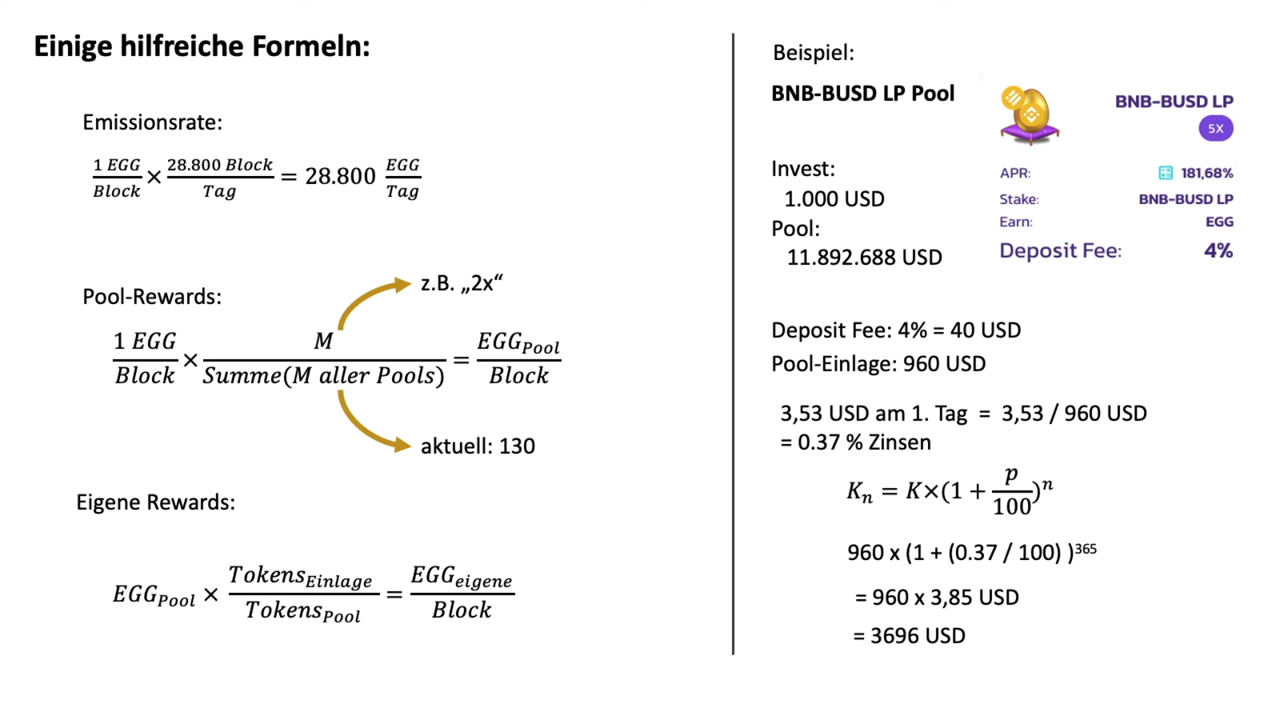 Einige hilfreiche Formeln:
Emissionsrate:
1 EGG / Block × 28.800 Block / Tag = 28.800 EGG / Tag
Pool-Rewards:
z.B. „2x“
1 EGG / Block × M / Summe(M aller Pools) = EGG_Pool / Block
aktuell: 130
Eigene Rewards:
EGG_Pool × Tokens_Einlage / Tokens_Pool = EGG_eigene / Block
Beispiel:
BNB-BUSD LP Pool
Invest:
1.000 USD
Pool:
11.892.688 USD
BNB-BUSD LP
5X
APR: 181,68%
Stake: BNB-BUSD LP
Earn: EGG
Deposit Fee: 4%
Deposit Fee: 4% = 40 USD
Pool-Einlage: 960 USD
3,53 USD am 1. Tag = 3,53 / 960 USD
= 0.37 % Zinsen
K_n = K×(1 + p / 100)^n
960 x (1 + (0.37 / 100) )^365
= 960 x 3,85 USD
= 3696 USD